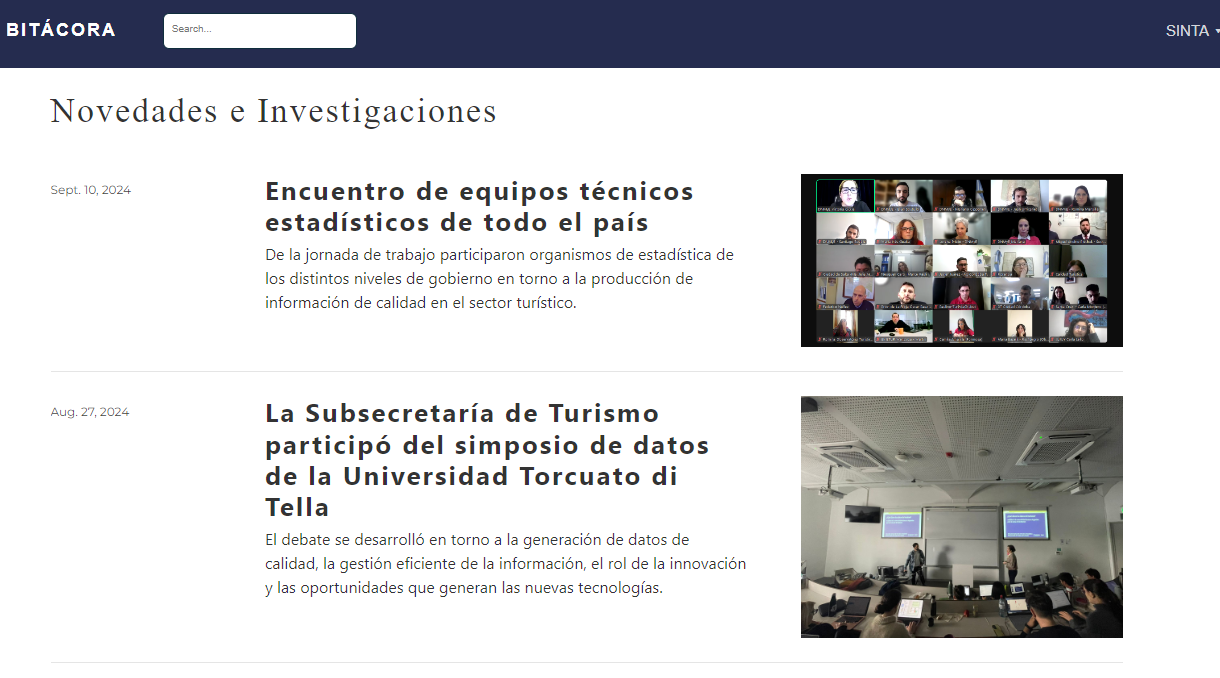 BITÁCORA
Search...
SINTA
Novedades e Investigaciones
Sept. 10, 2024
Encuentro de equipos técnicos
estadísticos de todo el país
De la jornada de trabajo participaron organismos de estadística de
los distintos niveles de gobierno en torno a la producción de
información de calidad en el sector turístico.
Aug. 27, 2024
La Subsecretaría de Turismo
participó del simposio de datos
de la Universidad Torcuato di
Tella
El debate se desarrolló en torno a la generación de datos de
calidad, la gestión eficiente de la información, el rol de la innovación
y las oportunidades que generan las nuevas tecnologías.